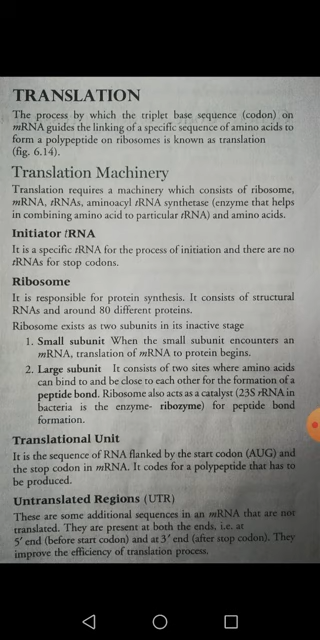 TRANSLATION
The process by which the triplet base sequence (codon) on
mRNA guides the linking of a specific sequence of amino acids to
form a polypeptide on ribosomes is known as translation
(fig. 6.14).
Translation Machinery
Translation requires a machinery which consists of ribosome,
mRNA, tRNAs, aminoacyl tRNA synthetase (enzyme that helps
in combining amino acid to particular tRNA) and amino acids.
Initiator tRNA
It is a specific tRNA for the process of initiation and there are no
tRNAs for stop codons.
Ribosome
It is responsible for protein synthesis. It consists of structural
RNAs and around 80 different proteins.
Ribosome exists as two subunits in its inactive stage
1. Small subunit When the small subunit encounters an
mRNA, translation of mRNA to protein begins.
2. Large subunit It consists of two sites where amino acids
can bind to and be close to each other for the formation of a
peptide bond. Ribosome also acts as a catalyst (23S rRNA in
bacteria is the enzyme- ribozyme) for peptide bond
formation.
Translational Unit
It is the sequence of RNA flanked by the start codon (AUG) and
the stop codon in mRNA. It codes for a polypeptide that has to
be produced.
Untranslated Regions (UTR)
These are some additional sequences in an mRNA that are not
translated. They are present at both the ends, i.e. at
5′ end (before start codon) and at 3′ end (after stop codon). They
improve the efficiency of translation process.